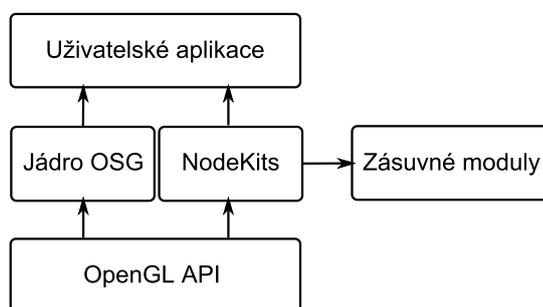 Uživatelské aplikace
Jádro OSG
NodeKits
Zásuvné moduly
OpenGL API